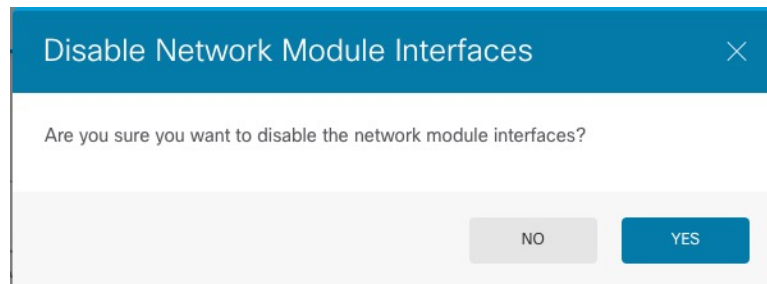 Disable Network Module Interfaces
Are you sure you want to disable the network module interfaces?
NO
YES